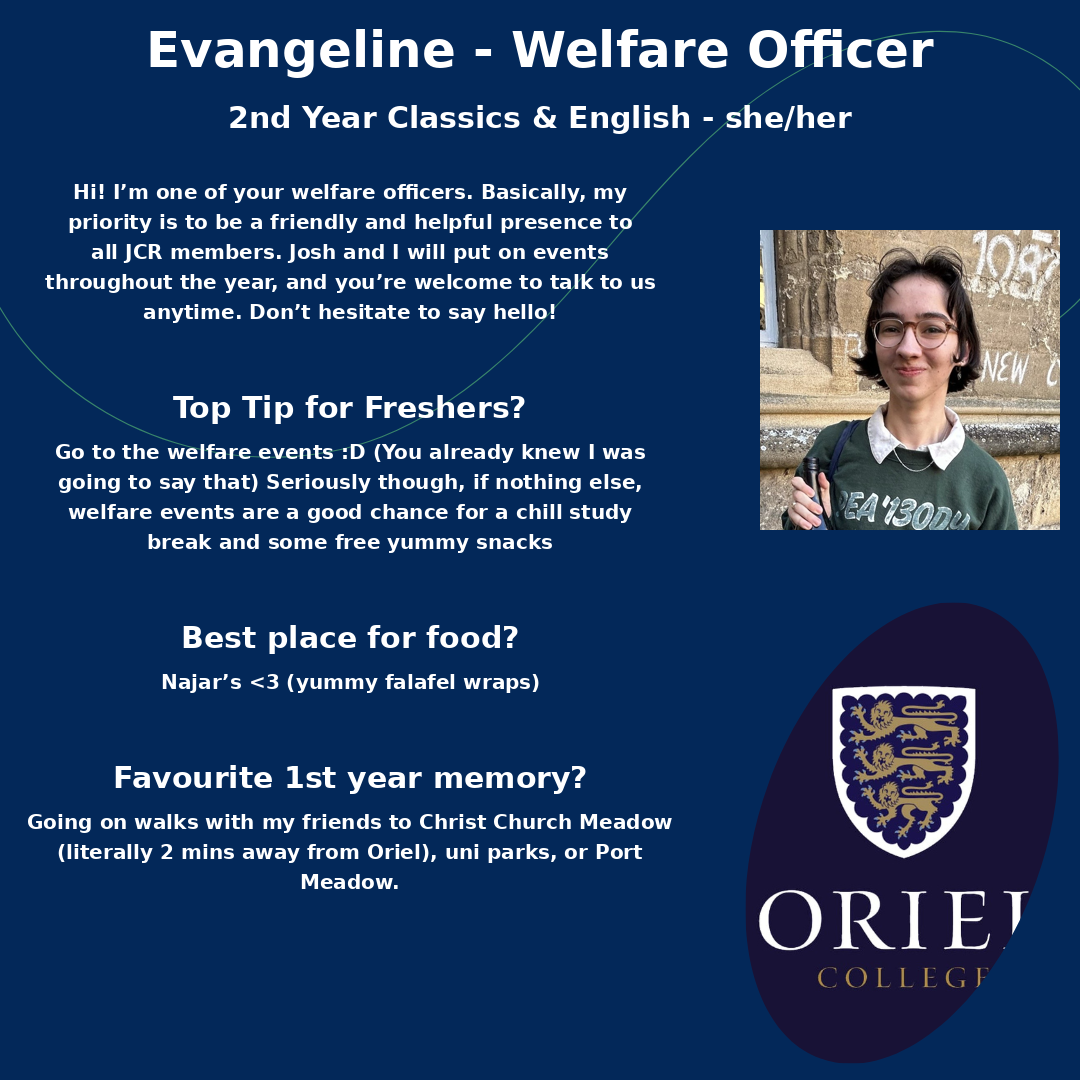 Evangeline - Welfare Officer
2nd Year Classics & English - she/her
Hi! I’m one of your welfare officers. Basically, my
priority is to be a friendly and helpful presence to
all JCR members. Josh and I will put on events
throughout the year, and you’re welcome to talk to us
anytime. Don’t hesitate to say hello!
Top Tip for Freshers?
Go to the welfare events :D (You already knew I was
going to say that) Seriously though, if nothing else,
welfare events are a good chance for a chill study
break and some free yummy snacks
Best place for food?
Najar’s <3 (yummy falafel wraps)
Favourite 1st year memory?
Going on walks with my friends to Christ Church Meadow
(literally 2 mins away from Oriel), uni parks, or Port
Meadow.
NEW
ORIEL
COLLEGE